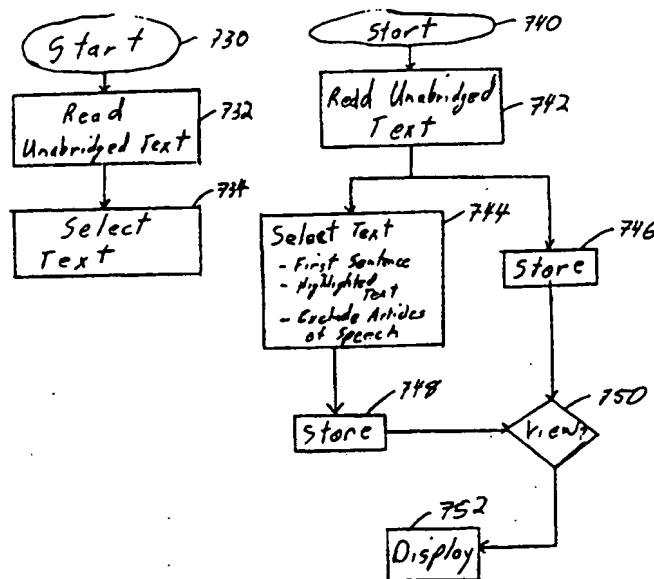 Start
730
Read
Unabridged Text
732
Select
Text
734
Start
740
Read Unabridged
Text
742
Select Text
- First Sentence
- Highlighted
Text
- Exclude Articles
of Speech
744
Store
746
Store
748
View?
750
Display
752